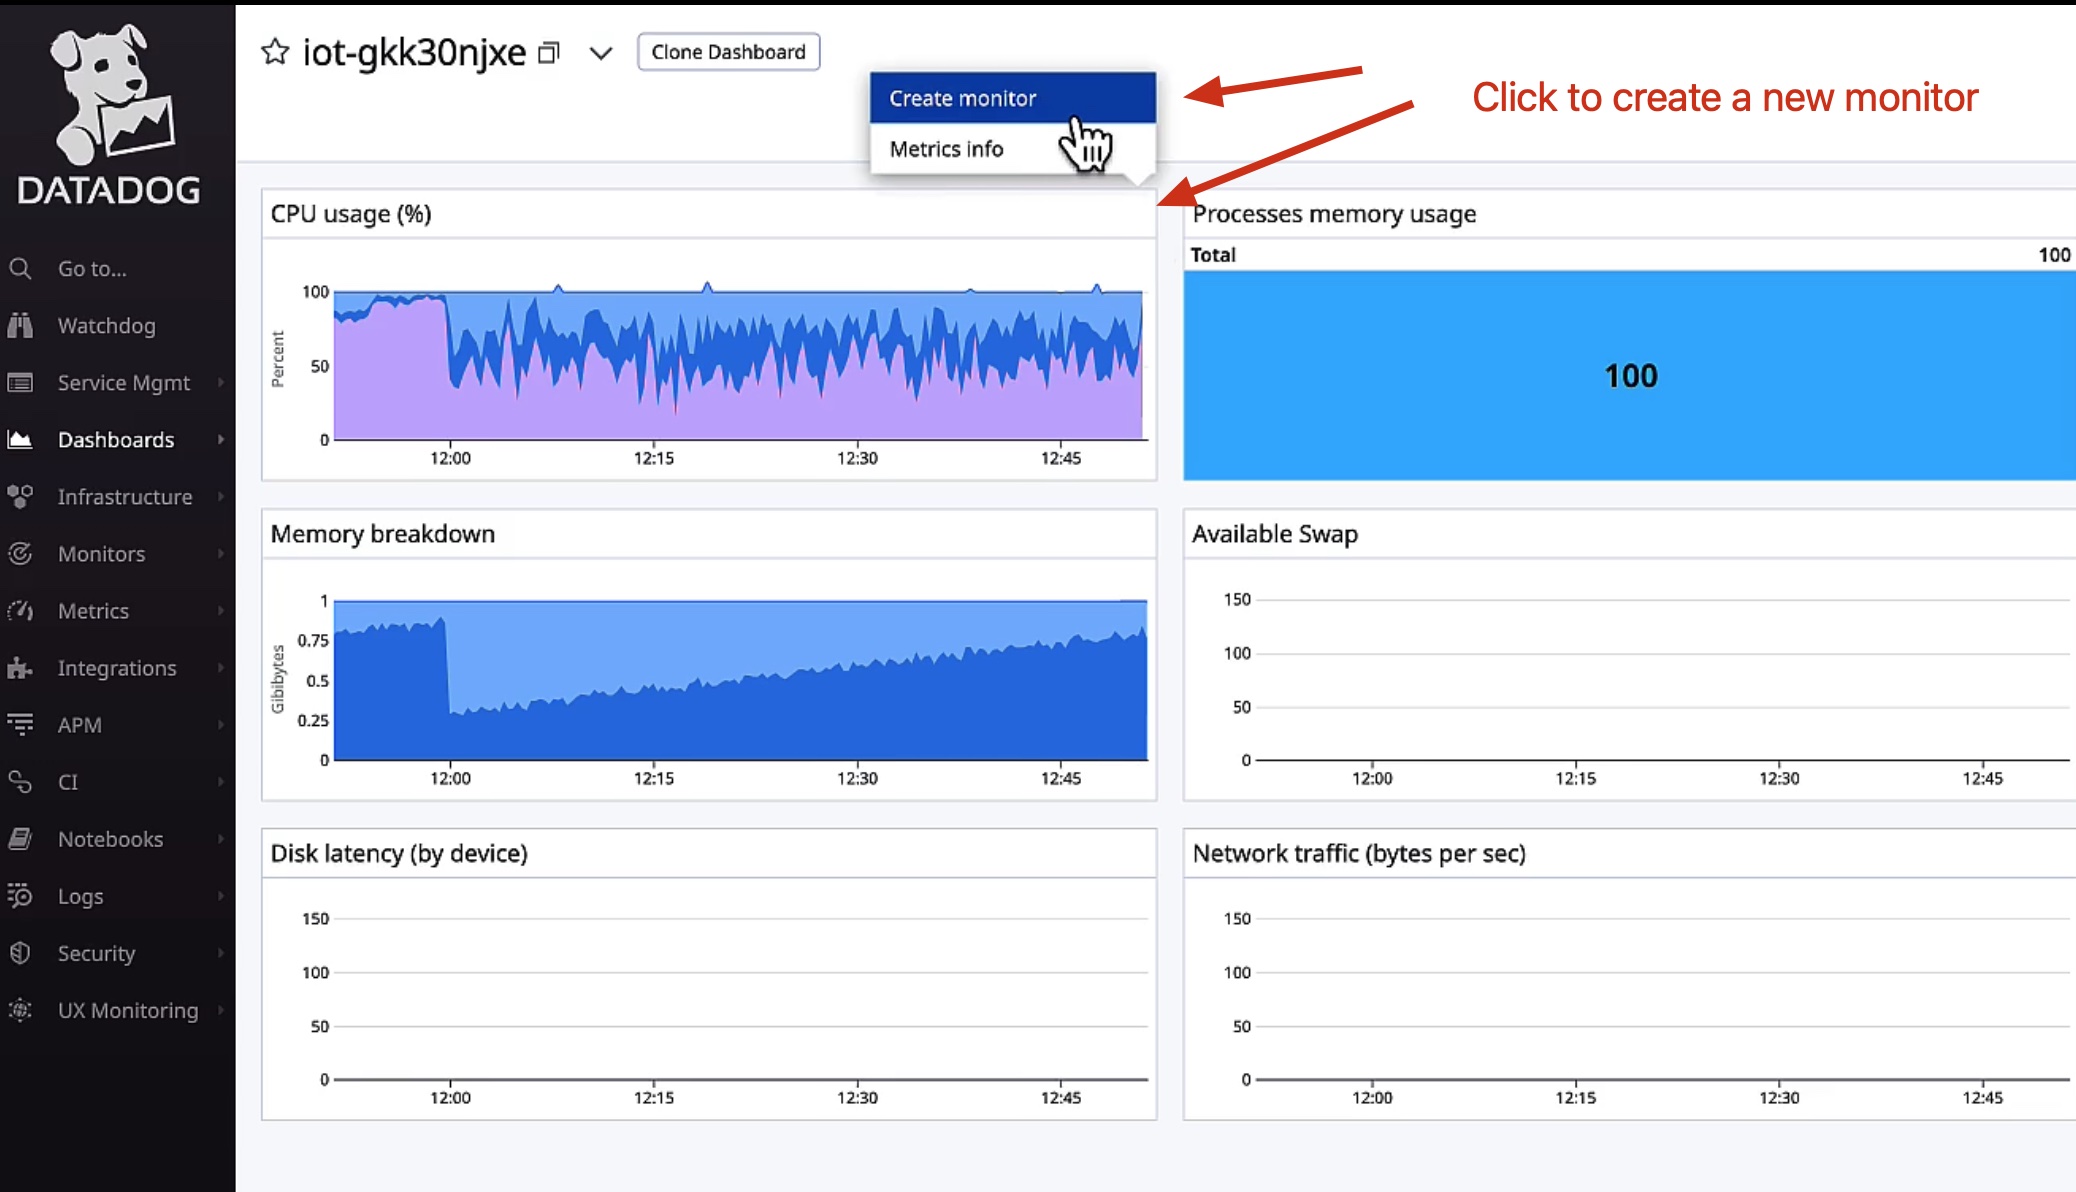 DATADOG
Go to...
Watchdog
Service Mgmt
Dashboards
Infrastructure
Monitors
Metrics
Integrations
APM
CI
Notebooks
Logs
Security
UX Monitoring
iot-gkk30njxe
Clone Dashboard
Create monitor
Metrics info
Click to create a new monitor
CPU usage (%)
Percent
100
50
0
12:00 12:15 12:30 12:45
Processes memory usage
Total 100
100
Memory breakdown
Gibibytes
1
0.75
0.5
0.25
0
12:00 12:15 12:30 12:45
Available Swap
150
100
50
0
12:00 12:15 12:30 12:45
Disk latency (by device)
150
100
50
0
12:00 12:15 12:30 12:45
Network traffic (bytes per sec)
150
100
50
0
12:00 12:15 12:30 12:45